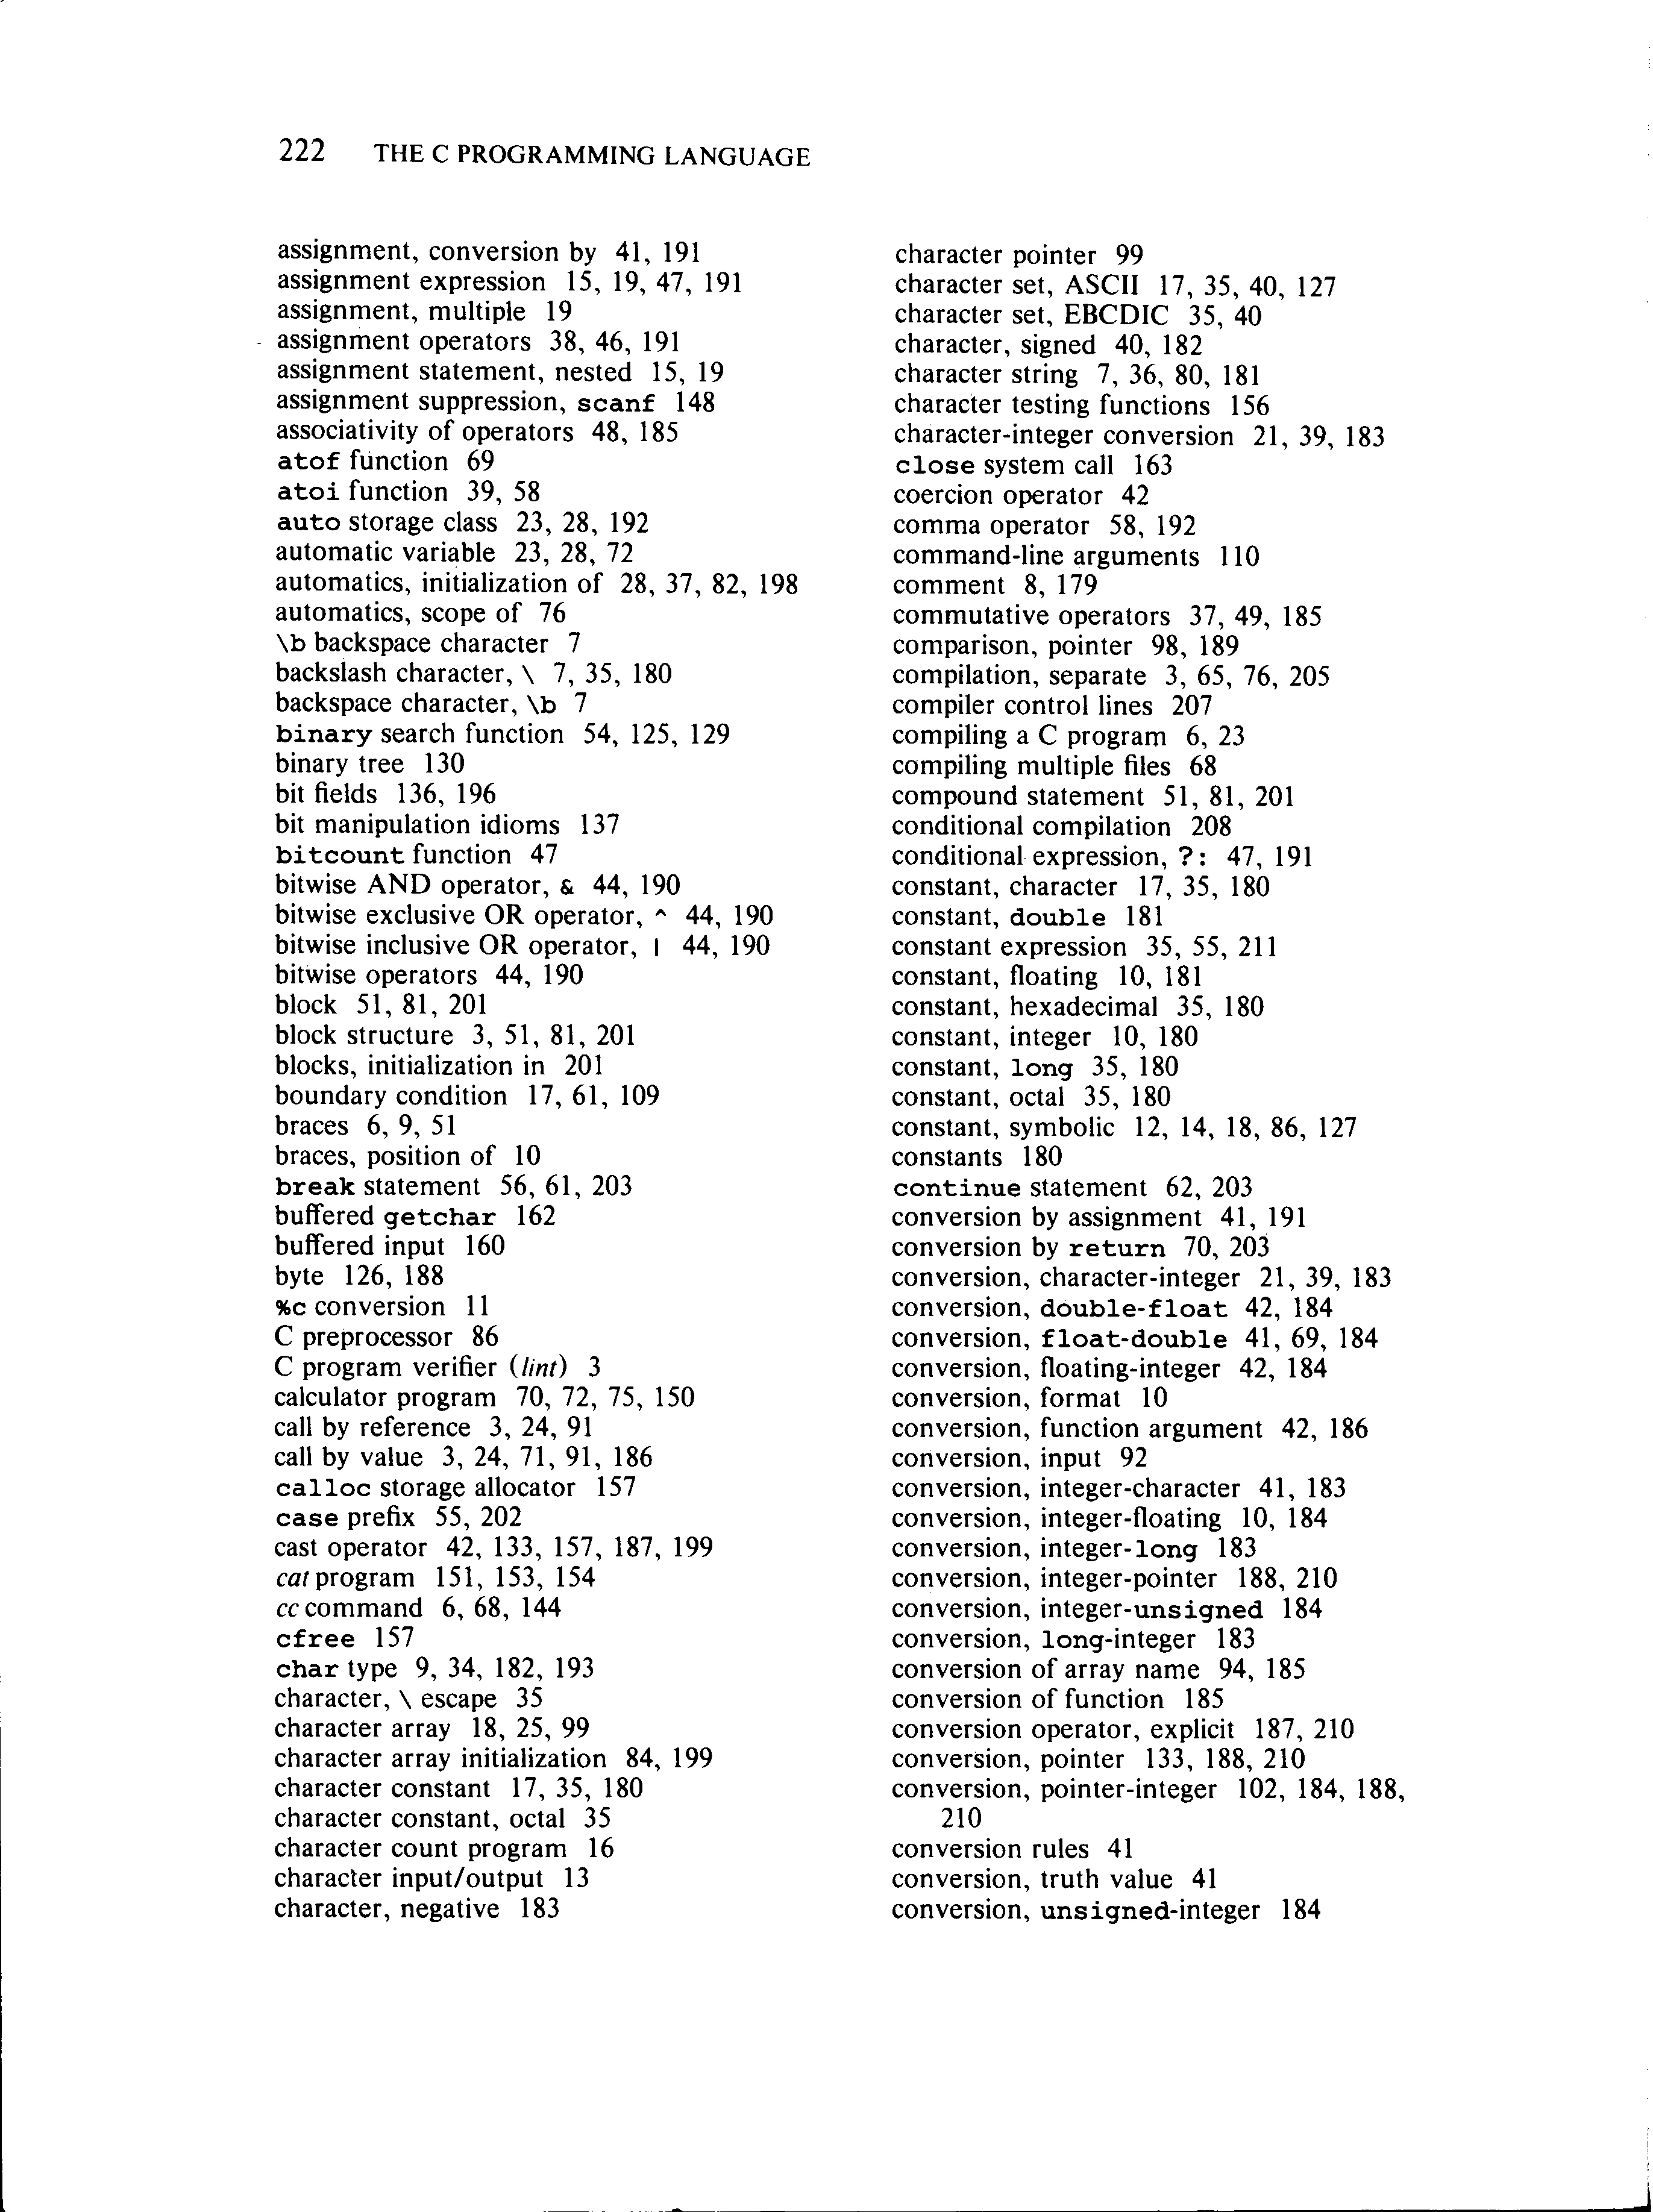 222 THE C PROGRAMMING LANGUAGE
assignment, conversion by 41, 191
assignment expression 15, 19, 47, 191
assignment, multiple 19
assignment operators 38, 46, 191
assignment statement, nested 15, 19
assignment suppression, scanf 148
associativity of operators 48, 185
atof function 69
atoi function 39, 58
auto storage class 23, 28, 192
automatic variable 23, 28, 72
automatics, initialization of 28, 37, 82, 198
automatics, scope of 76
\b backspace character 7
backslash character, \ 7, 35, 180
backspace character, \b 7
binary search function 54, 125, 129
binary tree 130
bit fields 136, 196
bit manipulation idioms 137
bitcount function 47
bitwise AND operator, & 44, 190
bitwise exclusive OR operator, ^ 44, 190
bitwise inclusive OR operator, | 44, 190
bitwise operators 44, 190
block 51, 81, 201
block structure 3, 51, 81, 201
blocks, initialization in 201
boundary condition 17, 61, 109
braces 6, 9, 51
braces, position of 10
break statement 56, 61, 203
buffered getchar 162
buffered input 160
byte 126, 188
%c conversion 11
C preprocessor 86
C program verifier (lint) 3
calculator program 70, 72, 75, 150
call by reference 3, 24, 91
call by value 3, 24, 71, 91, 186
calloc storage allocator 157
case prefix 55, 202
cast operator 42, 133, 157, 187, 199
cat program 151, 153, 154
cc command 6, 68, 144
cfree 157
char type 9, 34, 182, 193
character, \ escape 35
character array 18, 25, 99
character array initialization 84, 199
character constant 17, 35, 180
character constant, octal 35
character count program 16
character input/output 13
character, negative 183
character pointer 99
character set, ASCII 17, 35, 40, 127
character set, EBCDIC 35, 40
character, signed 40, 182
character string 7, 36, 80, 181
character testing functions 156
character-integer conversion 21, 39, 183
close system call 163
coercion operator 42
comma operator 58, 192
command-line arguments 110
comment 8, 179
commutative operators 37, 49, 185
comparison, pointer 98, 189
compilation, separate 3, 65, 76, 205
compiler control lines 207
compiling a C program 6, 23
compiling multiple files 68
compound statement 51, 81, 201
conditional compilation 208
conditional expression, ?: 47, 191
constant, character 17, 35, 180
constant, double 181
constant expression 35, 55, 211
constant, floating 10, 181
constant, hexadecimal 35, 180
constant, integer 10, 180
constant, long 35, 180
constant, octal 35, 180
constant, symbolic 12, 14, 18, 86, 127
constants 180
continue statement 62, 203
conversion by assignment 41, 191
conversion by return 70, 203
conversion, character-integer 21, 39, 183
conversion, double-float 42, 184
conversion, float-double 41, 69, 184
conversion, floating-integer 42, 184
conversion, format 10
conversion, function argument 42, 186
conversion, input 92
conversion, integer-character 41, 183
conversion, integer-floating 10, 184
conversion, integer-long 183
conversion, integer-pointer 188, 210
conversion, integer-unsigned 184
conversion, long-integer 183
conversion of array name 94, 185
conversion of function 185
conversion operator, explicit 187, 210
conversion, pointer 133, 188, 210
conversion, pointer-integer 102, 184, 188,
210
conversion rules 41
conversion, truth value 41
conversion, unsigned-integer 184